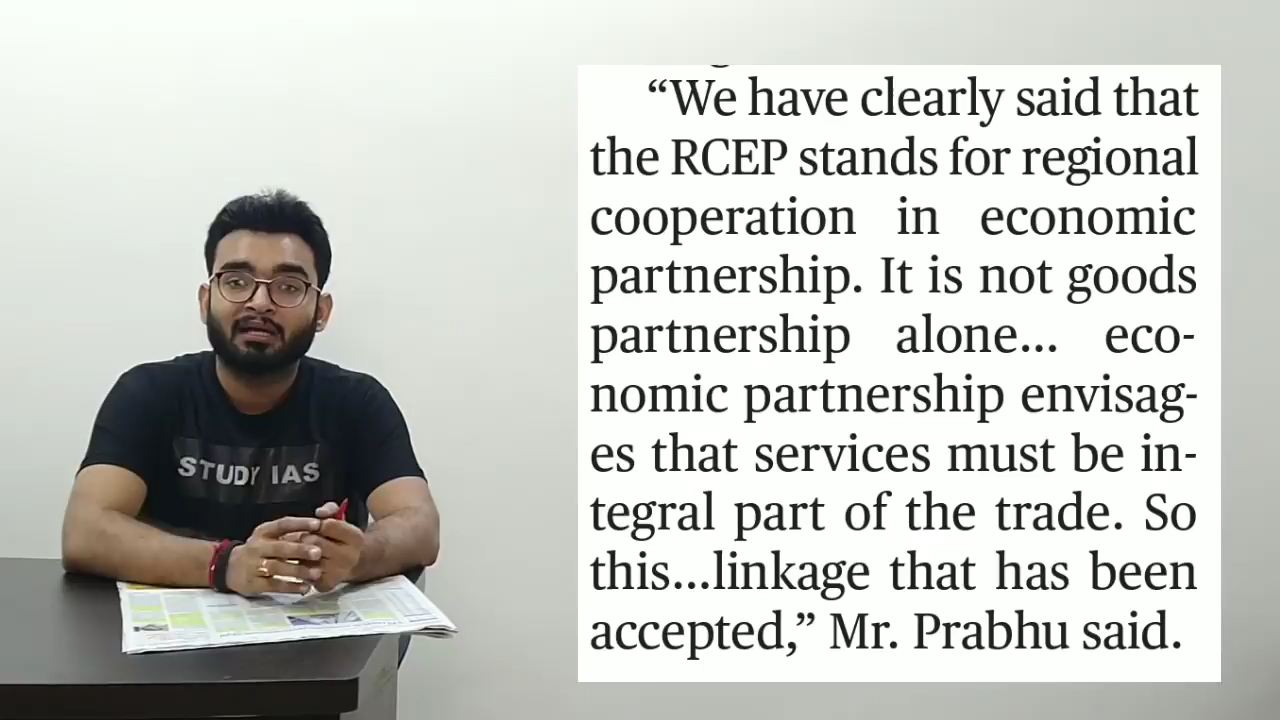 STUDY IAS
“We have clearly said that
the RCEP stands for regional
cooperation in economic
partnership. It is not goods
partnership alone... eco-
nomic partnership envisag-
es that services must be in-
tegral part of the trade. So
this...linkage that has been
accepted,” Mr. Prabhu said.